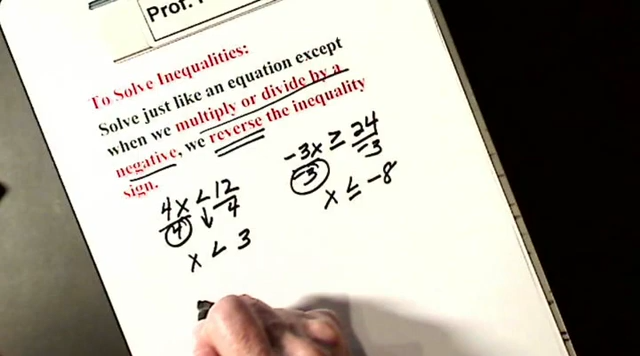 Prof.
To Solve Inequalities:
Solve just like an equation except
when we multiply or divide by a
negative, we reverse the inequality
sign.
4x < 12
4 4
x < 3
-3x ≥ 24
-3 -3
x ≤ -8